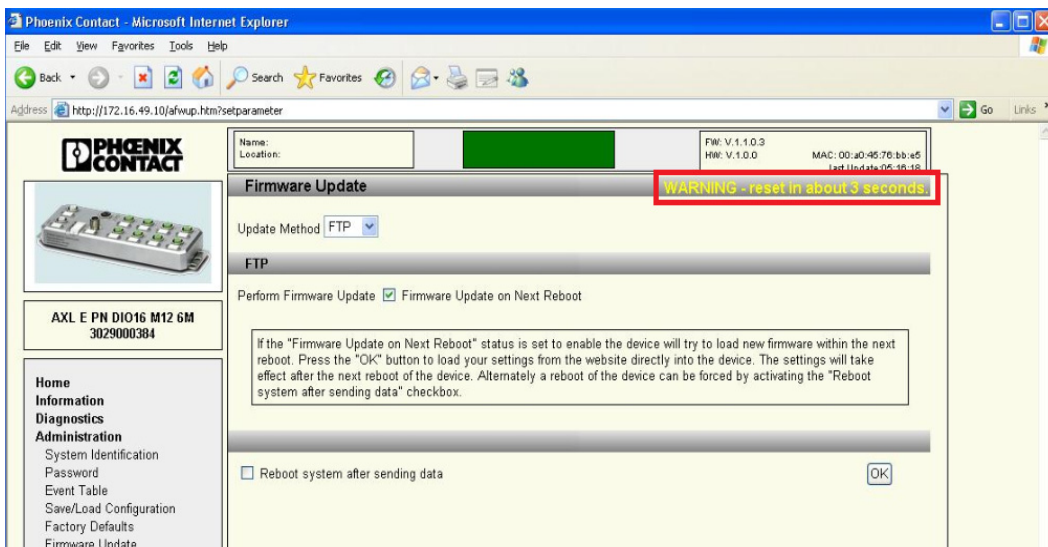 Phoenix Contact - Microsoft Internet Explorer
File Edit View Favorites Tools Help
Back Search Favorites
Address http://172.16.49.10/afwup.htm?setparameter Go Links
PHŒNIX
CONTACT
Name:
Location:
FW: V.1.1.0.3
HW: V.1.0.0 MAC: 00:a0:45:76:bb:e5
Last Update:05:16:18
Firmware Update WARNING - reset in about 3 seconds.
Update Method FTP
FTP
Perform Firmware Update Firmware Update on Next Reboot
If the "Firmware Update on Next Reboot" status is set to enable the device will try to load new firmware within the next
reboot. Press the "OK" button to load your settings from the website directly into the device. The settings will take
effect after the next reboot of the device. Alternately a reboot of the device can be forced by activating the "Reboot
system after sending data" checkbox.
Reboot system after sending data OK
AXL E PN DIO16 M12 6M
3029000384
Home
Information
Diagnostics
Administration
System Identification
Password
Event Table
Save/Load Configuration
Factory Defaults
Firmware Update